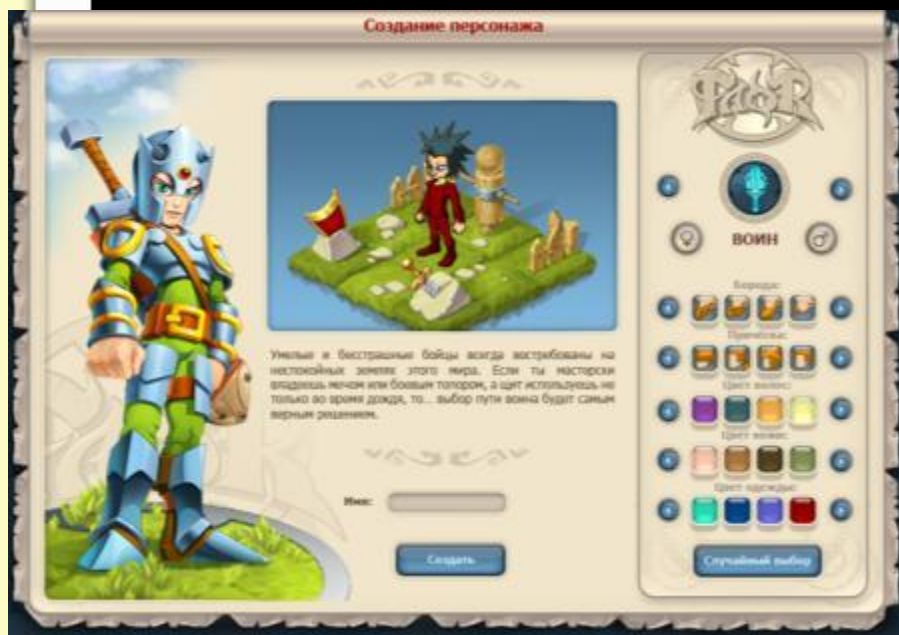 Создание персонажа
ТАОR
ВОИН
Борода:
Прическа:
Цвет волос:
Цвет кожи:
Цвет одежды:
Случайный выбор
Умелые и бесстрашные бойцы всегда востребованы на
неспокойных землях этого мира. Если ты мастерски
владеешь мечом или боевым топором, а щит используешь не
только во время дождя, то... выбор пути воина будет самым
верным решением.
Имя:
Создать